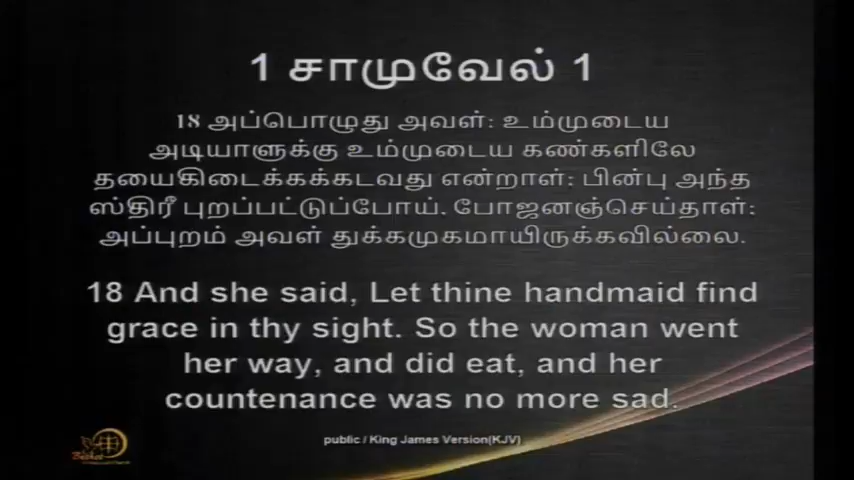 1 சாமுவேல் 1
18 அப்பொழுது அவள்: உம்முடைய
அடியாளுக்கு உம்முடைய கண்களிலே
தயைகிடைக்கக்கடவது என்றாள்; பின்பு அந்த
ஸ்திரீ புறப்பட்டுப்போய், போஜனஞ்செய்தாள்;
அப்புறம் அவள் துக்கமுகமாயிருக்கவில்லை.
18 And she said, Let thine handmaid find
grace in thy sight. So the woman went
her way, and did eat, and her
countenance was no more sad.
public / King James Version(KJV)